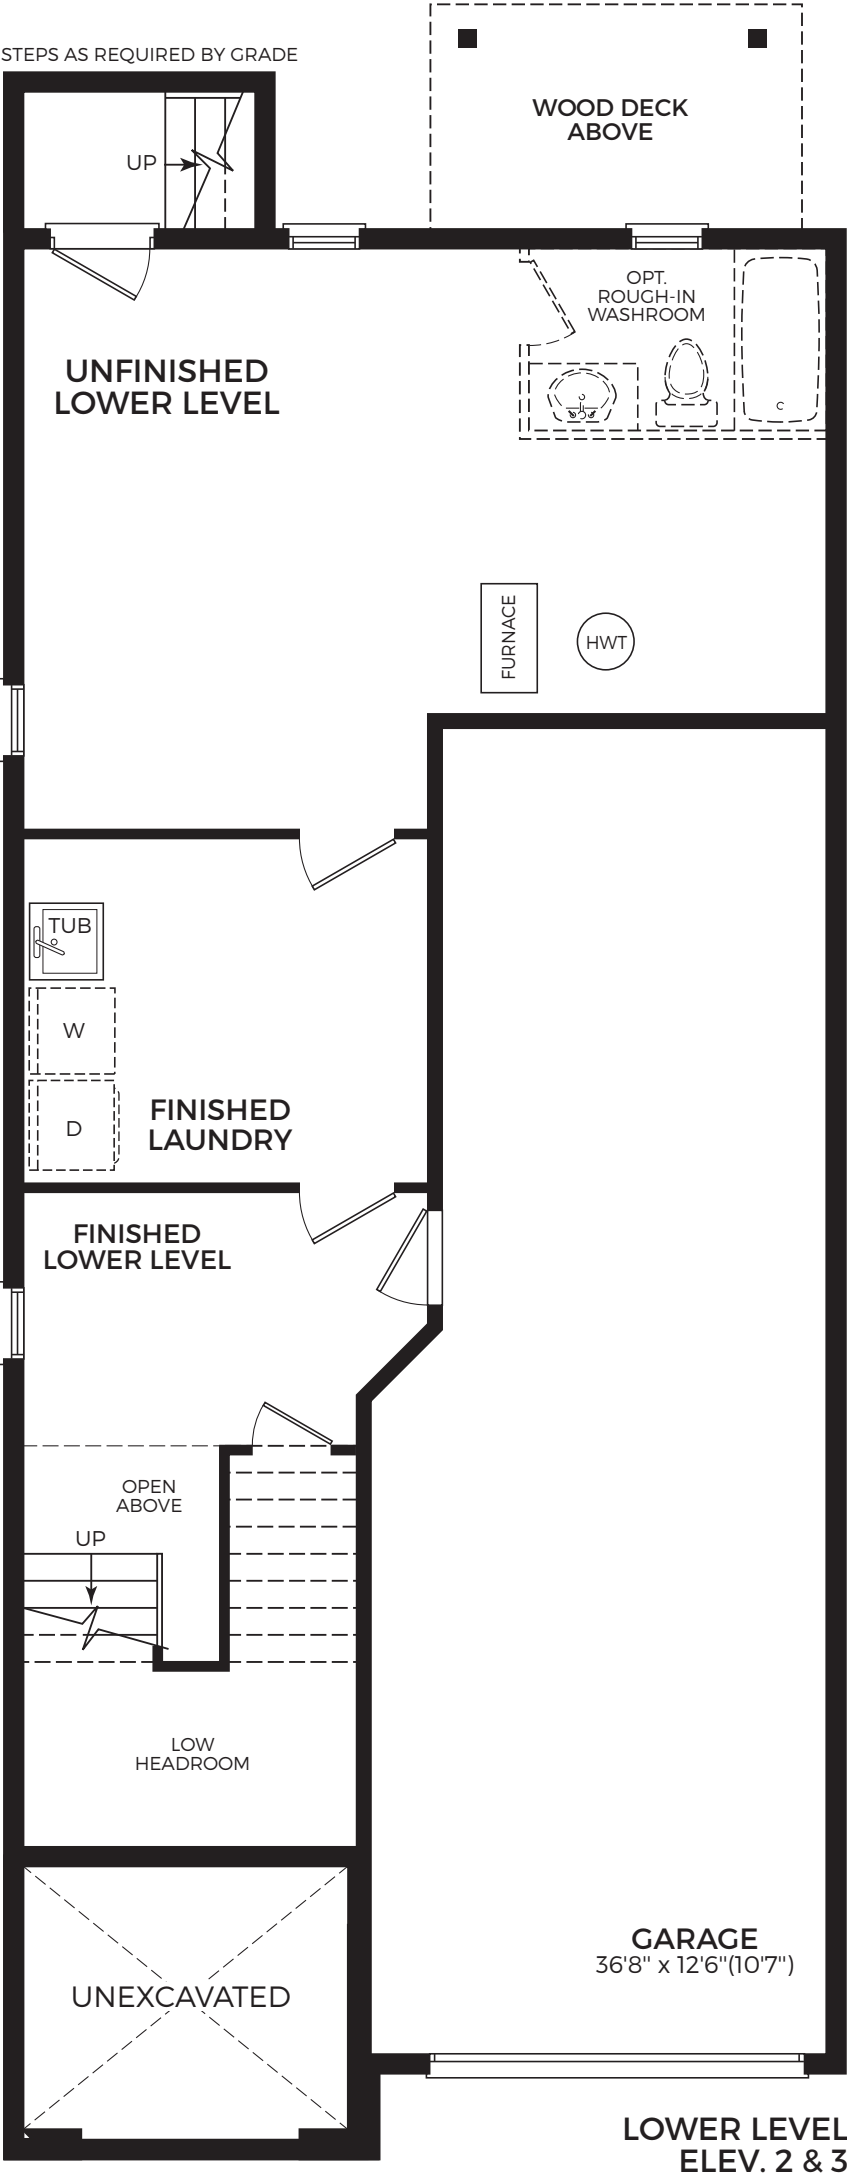 STEPS AS REQUIRED BY GRADE
WOOD DECK
ABOVE
UP
OPT.
ROUGH-IN
WASHROOM
UNFINISHED
LOWER LEVEL
C
FURNACE
HWT
TUB
W
D
FINISHED
LAUNDRY
FINISHED
LOWER LEVEL
OPEN
ABOVE
UP
LOW
HEADROOM
GARAGE
36'8" x 12'6"(10'7")
UNEXCAVATED
LOWER LEVEL
ELEV. 2 & 3